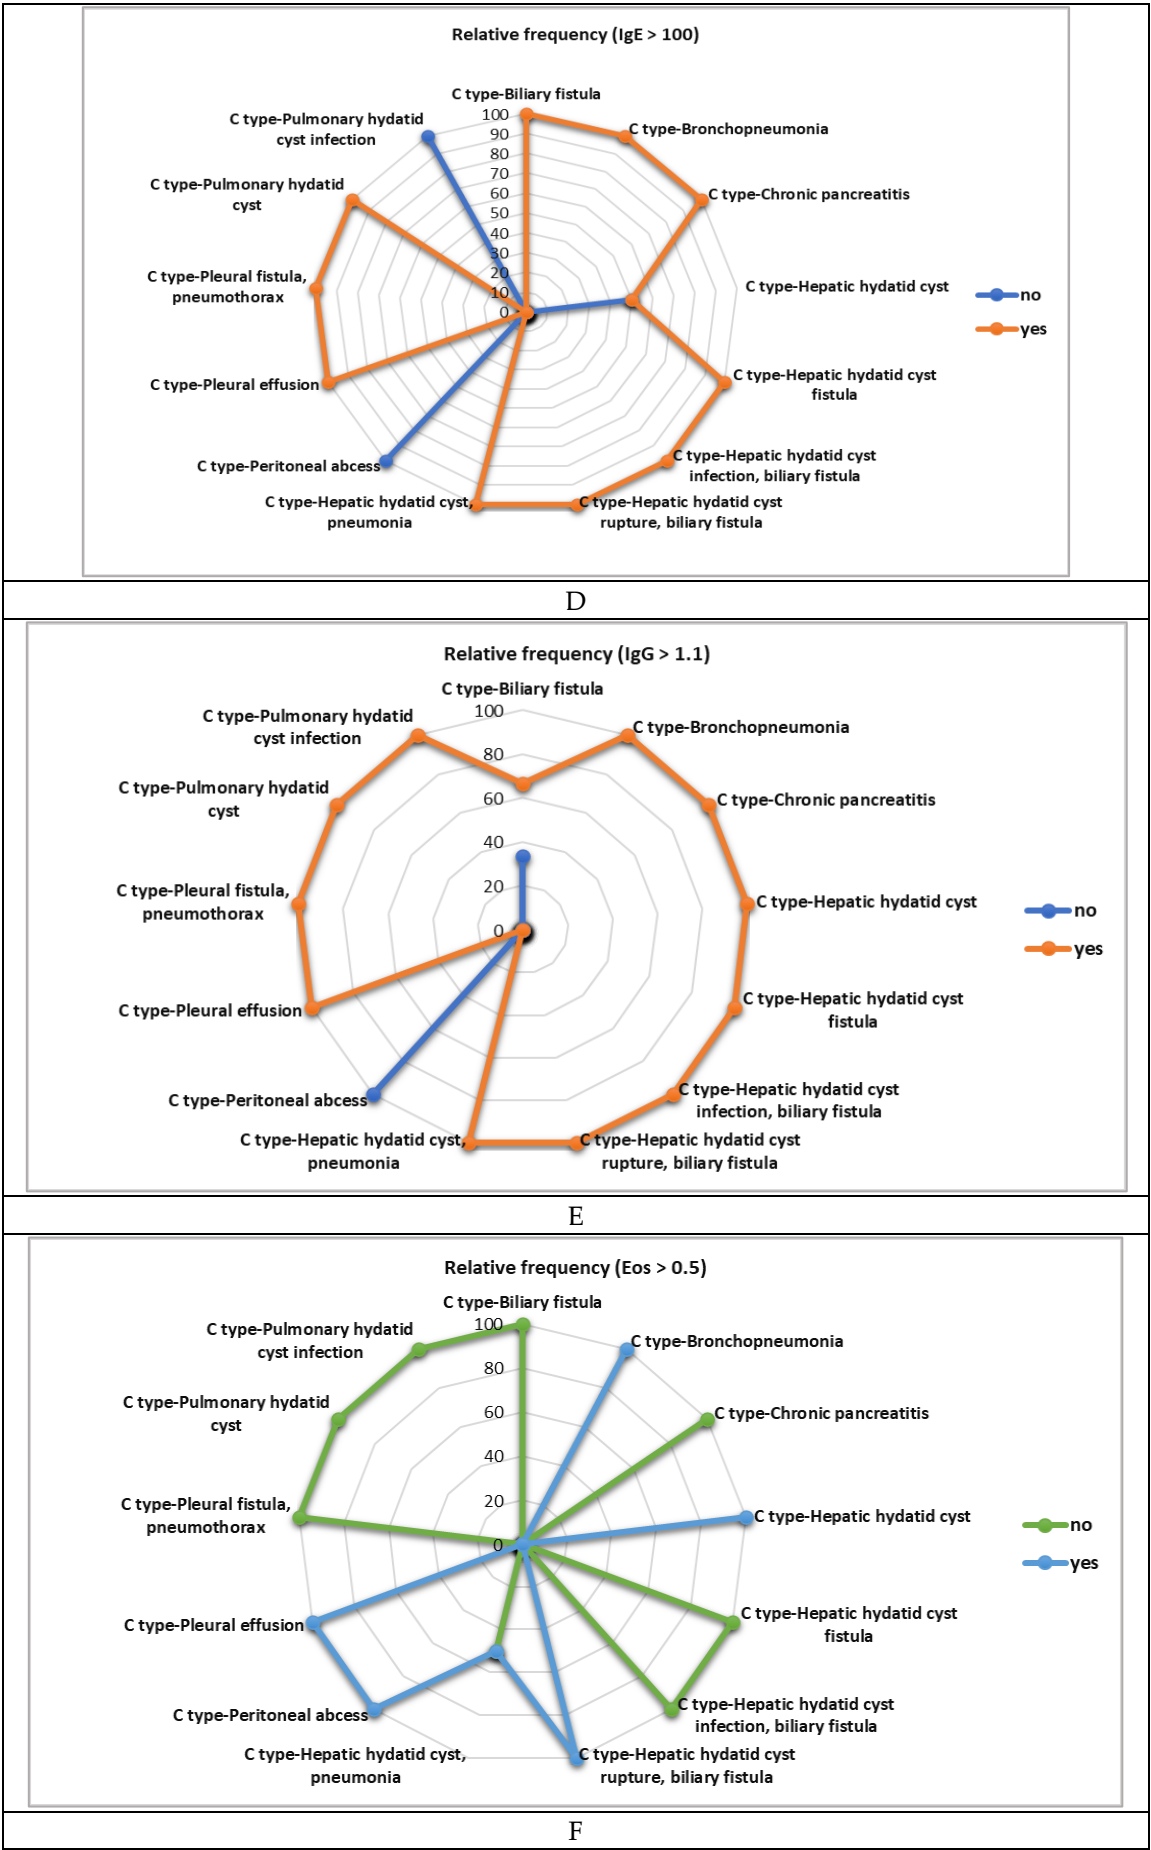 Relative frequency (IgE > 100)
C type-Biliary fistula
C type-Bronchopneumonia
C type-Chronic pancreatitis
C type-Hepatic hydatid cyst
C type-Hepatic hydatid cyst
fistula
C type-Hepatic hydatid cyst
infection, biliary fistula
C type-Hepatic hydatid cyst
rupture, biliary fistula
C type-Hepatic hydatid cyst,
pneumonia
C type-Peritoneal abcess
C type-Pleural effusion
C type-Pleural fistula,
pneumothorax
C type-Pulmonary hydatid
cyst
C type-Pulmonary hydatid
cyst infection
100
90
80
70
60
50
40
30
20
10
0
no
yes
D
Relative frequency (IgG > 1.1)
C type-Biliary fistula
C type-Bronchopneumonia
C type-Chronic pancreatitis
C type-Hepatic hydatid cyst
C type-Hepatic hydatid cyst
fistula
C type-Hepatic hydatid cyst
infection, biliary fistula
C type-Hepatic hydatid cyst
rupture, biliary fistula
C type-Hepatic hydatid cyst,
pneumonia
C type-Peritoneal abcess
C type-Pleural effusion
C type-Pleural fistula,
pneumothorax
C type-Pulmonary hydatid
cyst
C type-Pulmonary hydatid
cyst infection
100
80
60
40
20
0
no
yes
E
Relative frequency (Eos > 0.5)
C type-Biliary fistula
C type-Bronchopneumonia
C type-Chronic pancreatitis
C type-Hepatic hydatid cyst
C type-Hepatic hydatid cyst
fistula
C type-Hepatic hydatid cyst
infection, biliary fistula
C type-Hepatic hydatid cyst
rupture, biliary fistula
C type-Hepatic hydatid cyst,
pneumonia
C type-Peritoneal abcess
C type-Pleural effusion
C type-Pleural fistula,
pneumothorax
C type-Pulmonary hydatid
cyst
C type-Pulmonary hydatid
cyst infection
100
80
60
40
20
0
no
yes
F